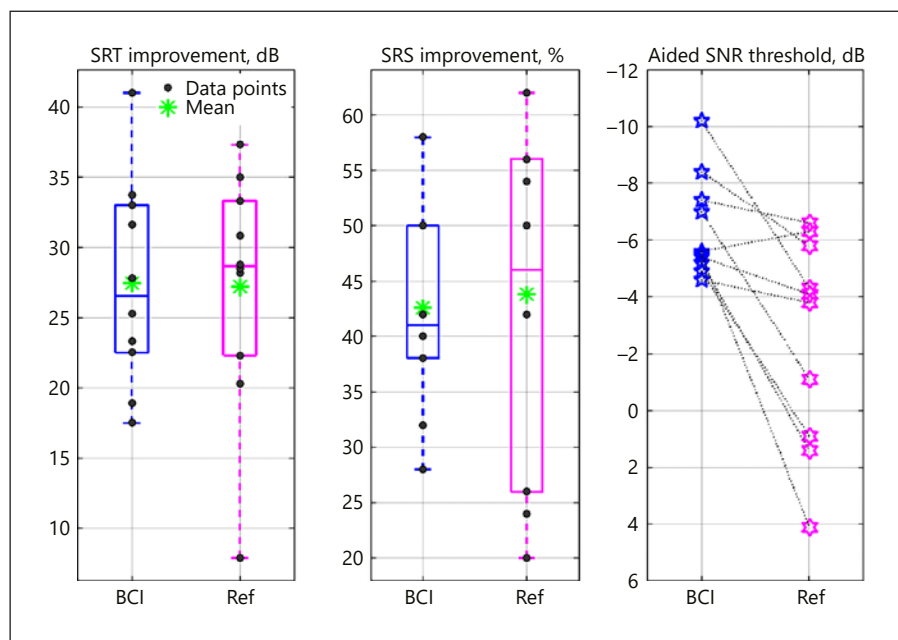 SRT improvement, dB
Data points
Mean
40
35
30
25
20
15
10
BCI
Ref
SRS improvement, %
60
55
50
45
40
35
30
25
20
BCI
Ref
Aided SNR threshold, dB
–12
–10
–8
–6
–4
–2
0
2
4
6
BCI
Ref